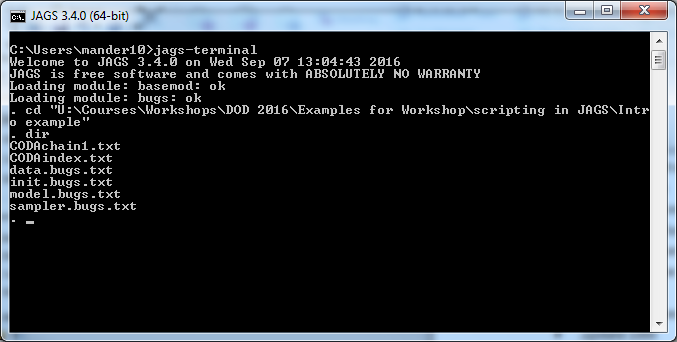 JAGS 3.4.0 (64-bit)
C:\Users\mander10>jags-terminal
Welcome to JAGS 3.4.0 on Wed Sep 07 13:04:43 2016
JAGS is free software and comes with ABSOLUTELY NO WARRANTY
Loading module: basemod: ok
Loading module: bugs: ok
. cd "U:\Courses\Workshops\DOD 2016\Examples for Workshop\scripting in JAGS\Intr
o example"
. dir
CODAchain1.txt
CODAindex.txt
data.bugs.txt
init.bugs.txt
model.bugs.txt
sampler.bugs.txt
. _